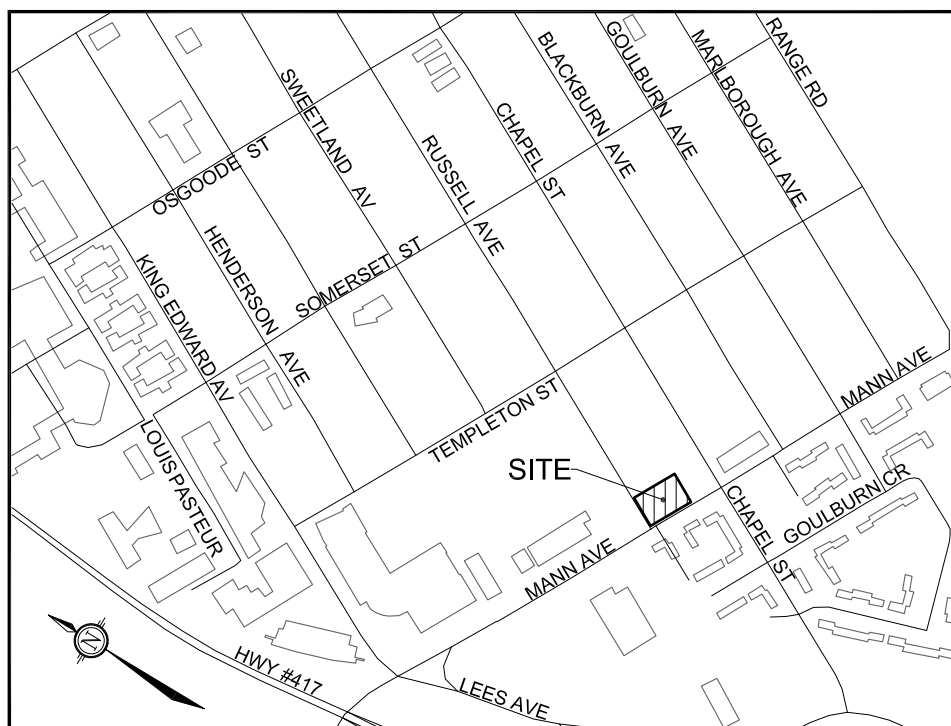 RANGE RD
MARLBOROUGH AVE
GOULBURN AVE
BLACKBURN AVE
CHAPEL ST
SWEETLAND AV
RUSSELL AVE
OSGOODE ST
HENDERSON AVE
SOMERSET ST
KING EDWARD AV
LOUIS PASTEUR
TEMPLETON ST
MANN AVE
SITE
CHAPEL ST
GOULBURN CR
MANN AVE
N
HWY #417
LEES AVE